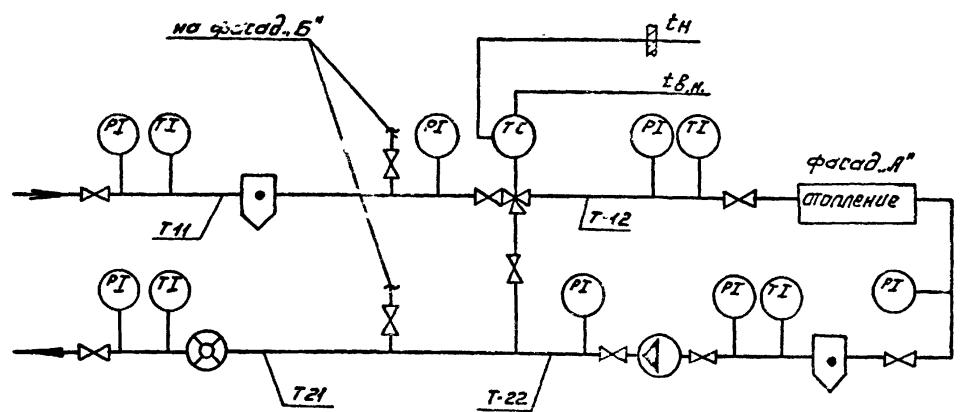 на фасад „Б"
tн
tв.н.
PI TI PI TC PI TI
фасад „А"
отопление
T11
T-12
PI TI PI PI TI PI
T21
T-22